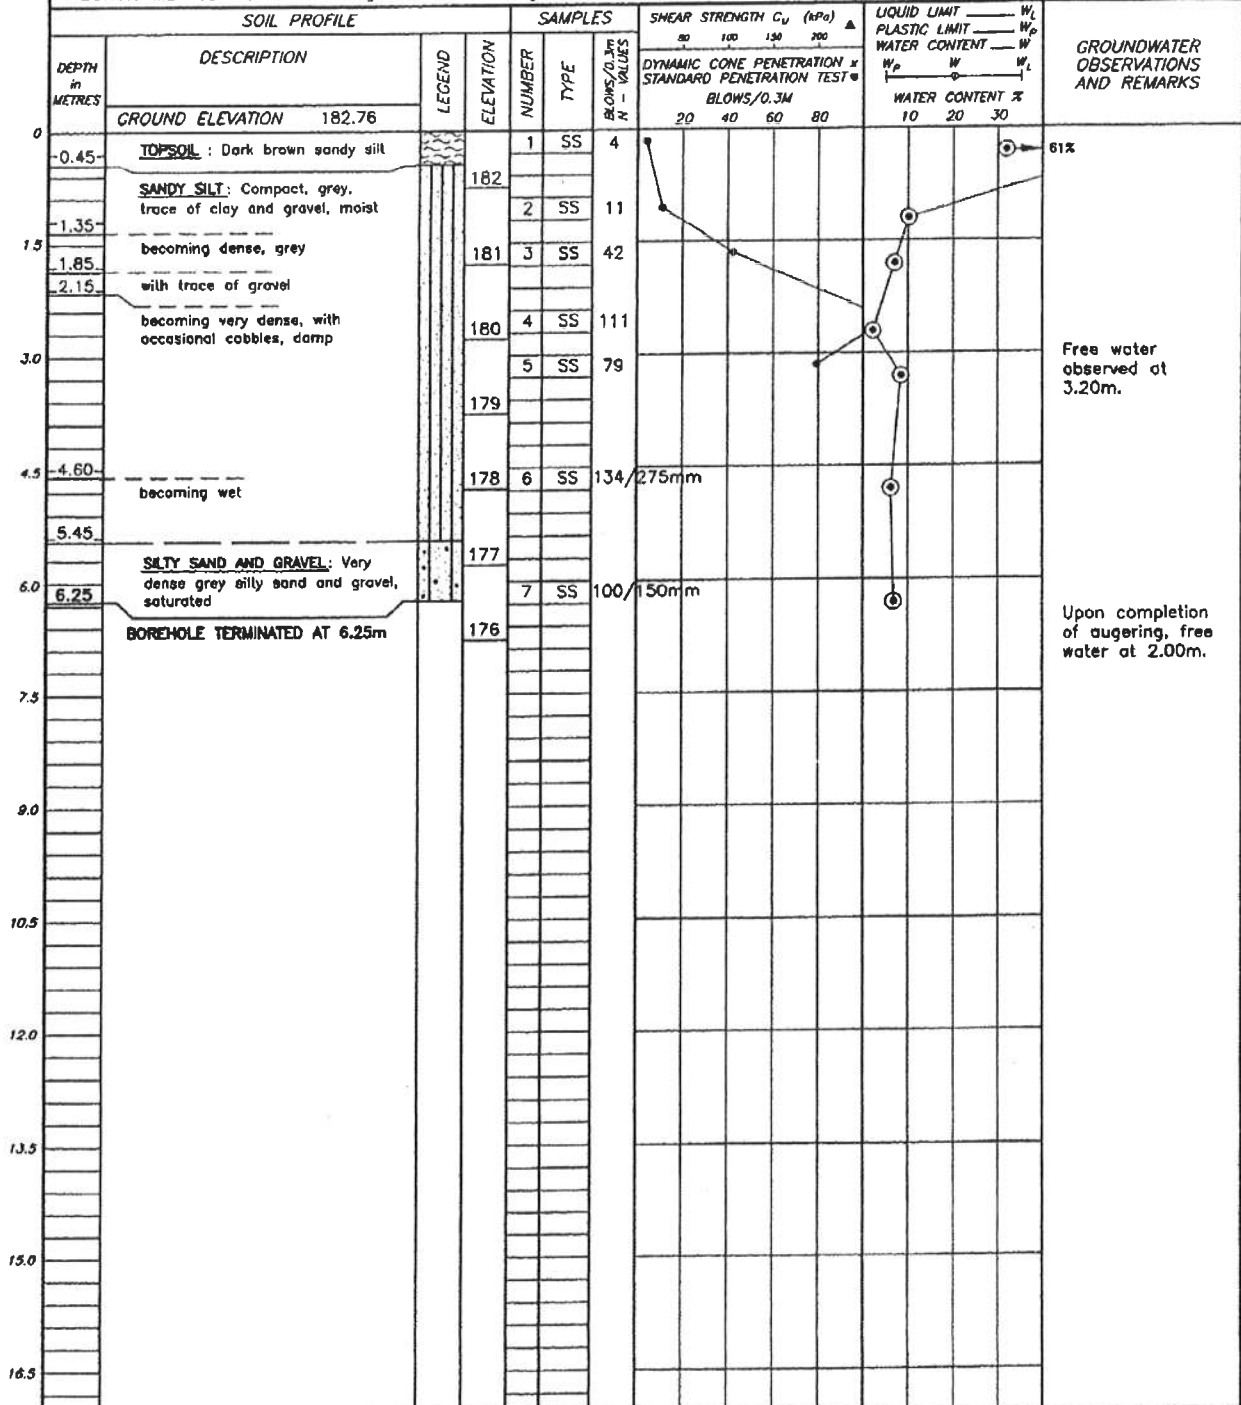 SOIL PROFILE
SAMPLES
SHEAR STRENGTH Cu (kPa) ▲
50 100 150 200
DYNAMIC CONE PENETRATION x
STANDARD PENETRATION TEST ●
BLOWS/0.3M
20 40 60 80
LIQUID LIMIT WL
PLASTIC LIMIT Wp
WATER CONTENT W
Wp W WL
WATER CONTENT %
10 20 30
GROUNDWATER
OBSERVATIONS
AND REMARKS
DEPTH
in
METRES
DESCRIPTION
LEGEND
ELEVATION
NUMBER
TYPE
BLOWS/0.3m
N - VALUES
GROUND ELEVATION 182.76
0
0.45
TOPSOIL : Dark brown sandy silt
1 SS 4
61%
182
SANDY SILT: Compact, grey,
trace of clay and gravel, moist
2 SS 11
1.35
1.5
becoming dense, grey
181 3 SS 42
1.85
2.15
with trace of gravel
becoming very dense, with
occasional cobbles, damp
180 4 SS 111
3.0
5 SS 79
Free water
observed at
3.20m.
179
4.5
4.60
becoming wet
178 6 SS 134/275mm
5.45
177
SILTY SAND AND GRAVEL: Very
dense grey silly sand and gravel,
saturated
6.0
6.25
7 SS 100/150mm
BOREHOLE TERMINATED AT 6.25m
176
Upon completion
of augering, free
water at 2.00m.
7.5
9.0
10.5
12.0
13.5
15.0
16.5